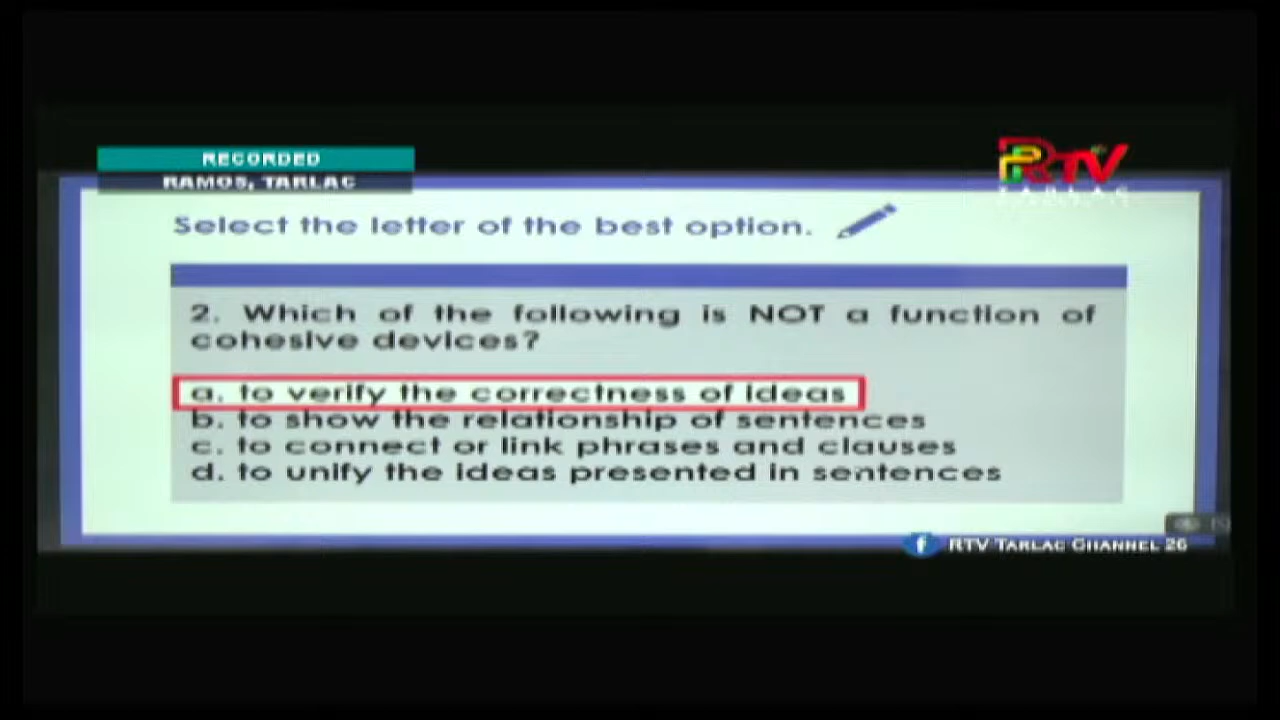 RECORDED
RAMOS, TARLAC
RTV
TARLAC
Select the letter of the best option.
2. Which of the following is NOT a function of
cohesive devices?
a. to verify the correctness of ideas
b. to show the relationship of sentences
c. to connect or link phrases and clauses
d. to unify the ideas presented in sentences
RTV TARLAC CHANNEL 26